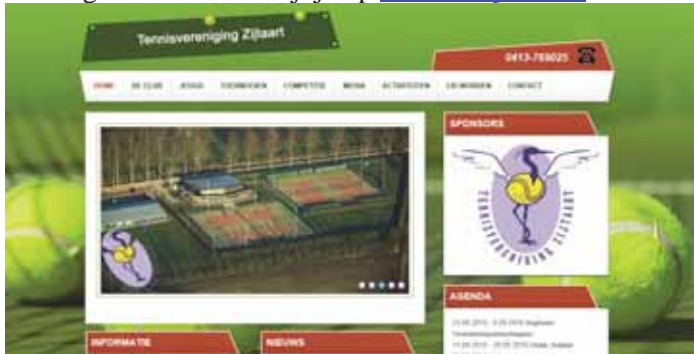 Tennisvereniging Zijtaart
0413-769025
HOME DE CLUB JEUGD TOERNOOIEN COMPETITIE MEDIA ACTIVITEITEN LID WORDEN CONTACT
SPONSORS
TENNISVERENIGING ZIJTAART
AGENDA
INFORMATIE
NIEUWS